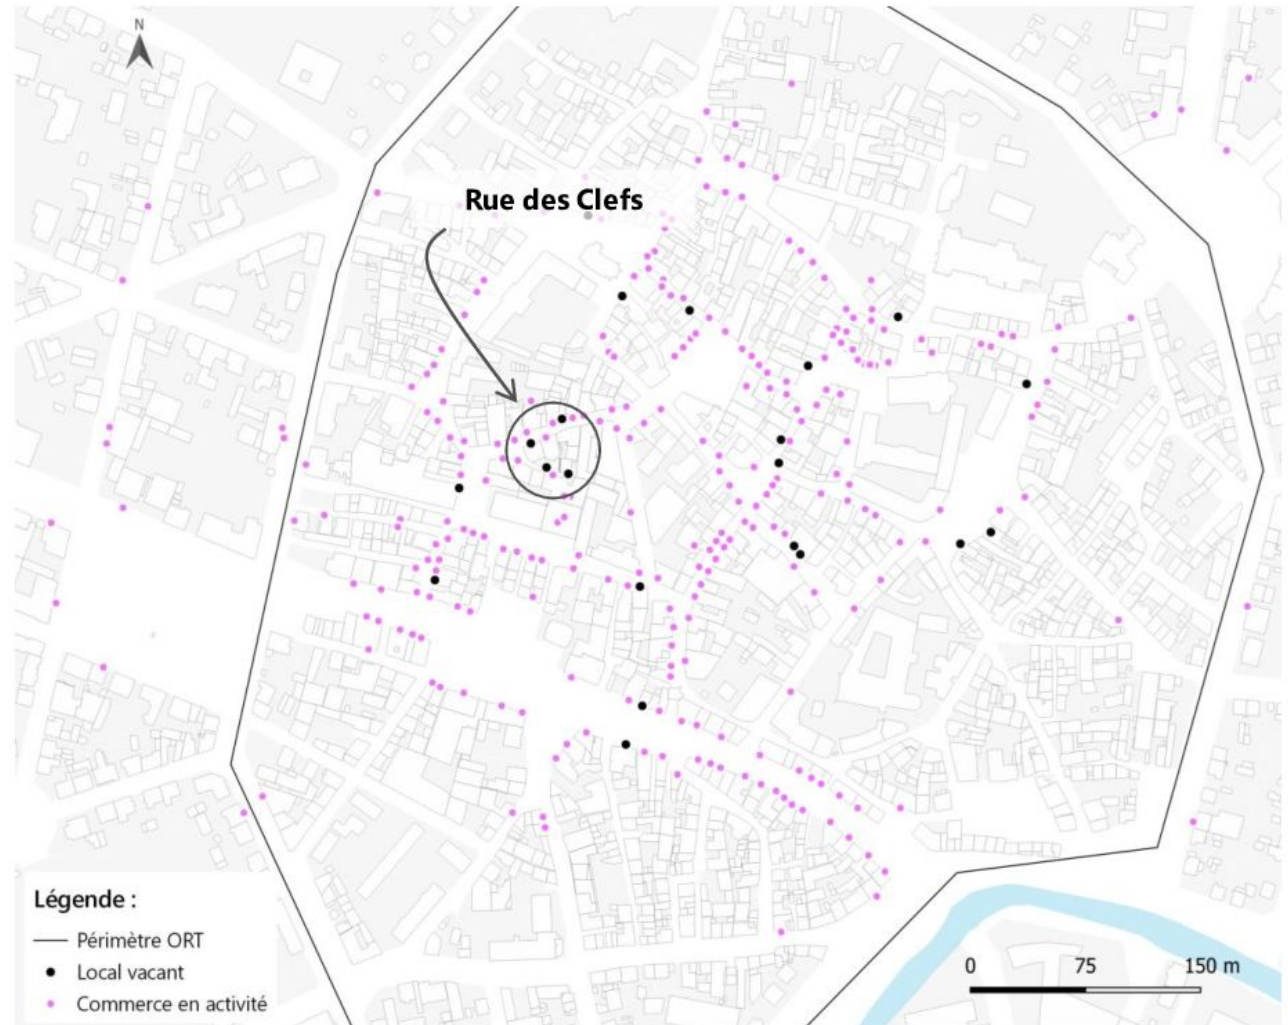 N
Rue des Clefs
Légende :
Périmètre ORT
Local vacant
Commerce en activité
0 75 150 m